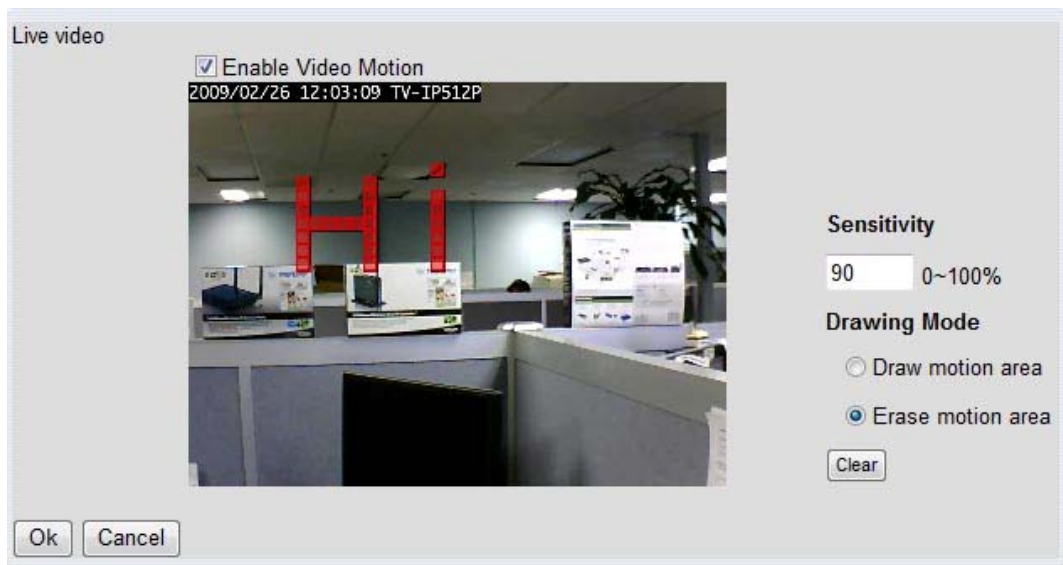 Live video
Enable Video Motion
2009/02/26 12:03:09 TV-IP512P
Hi
Sensitivity
90 0~100%
Drawing Mode
Draw motion area
Erase motion area
Clear
Ok Cancel